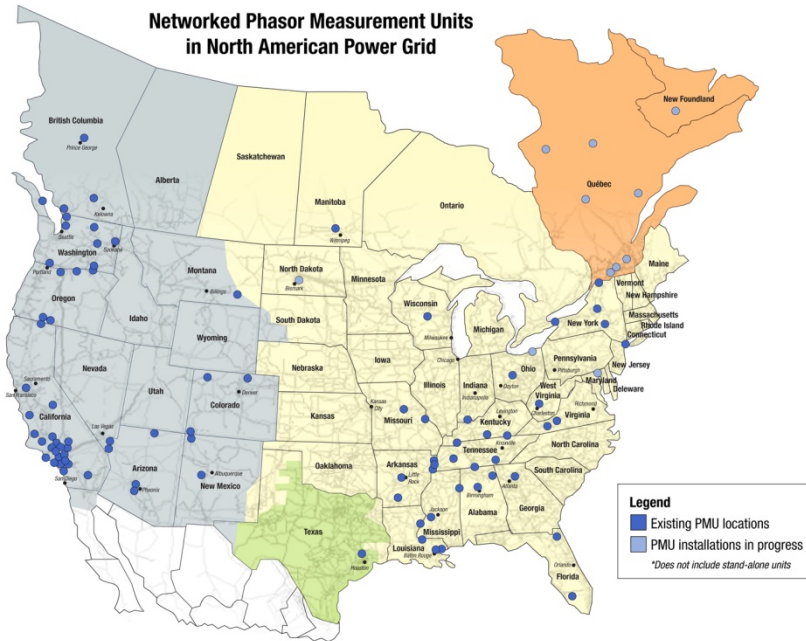 Networked Phasor Measurement Units
in North American Power Grid
British Columbia
Prince George
Alberta
Saskatchewan
Manitoba
Winnipeg
Ontario
New Foundland
Québec
Kelowna
Seattle
Spokane
Washington
Portland
Oregon
Montana
Billings
Idaho
Wyoming
North Dakota
Bismark
South Dakota
Minnesota
Wisconsin
Milwaukee
Michigan
Maine
Vermont
New Hampshire
Massachusetts
Rhode Island
Connecticut
New York
New Jersey
Pennsylvania
Pittsburgh
Maryland
Deleware
Nevada
Utah
Colorado
Denver
Nebraska
Iowa
Chicago
Illinois
Indiana
Indianapolis
Ohio
Dayton
West
Virginia
Charleston
Virginia
Richmond
Sacramento
San Francisco
California
Las Vegas
San Diego
Arizona
Phoenix
New Mexico
Albuquerque
Kansas
Kansas
City
Missouri
Kentucky
Lexington
Knoxville
Tennessee
North Carolina
South Carolina
Oaklahoma
Arkansas
Little
Rock
Texas
Houston
Louisiana
Jackson
Mississippi
Alabama
Birmingham
Atlanta
Georgia
Orlando
Florida
Legend
Existing PMU locations
PMU installations in progress
*Does not include stand-alone units